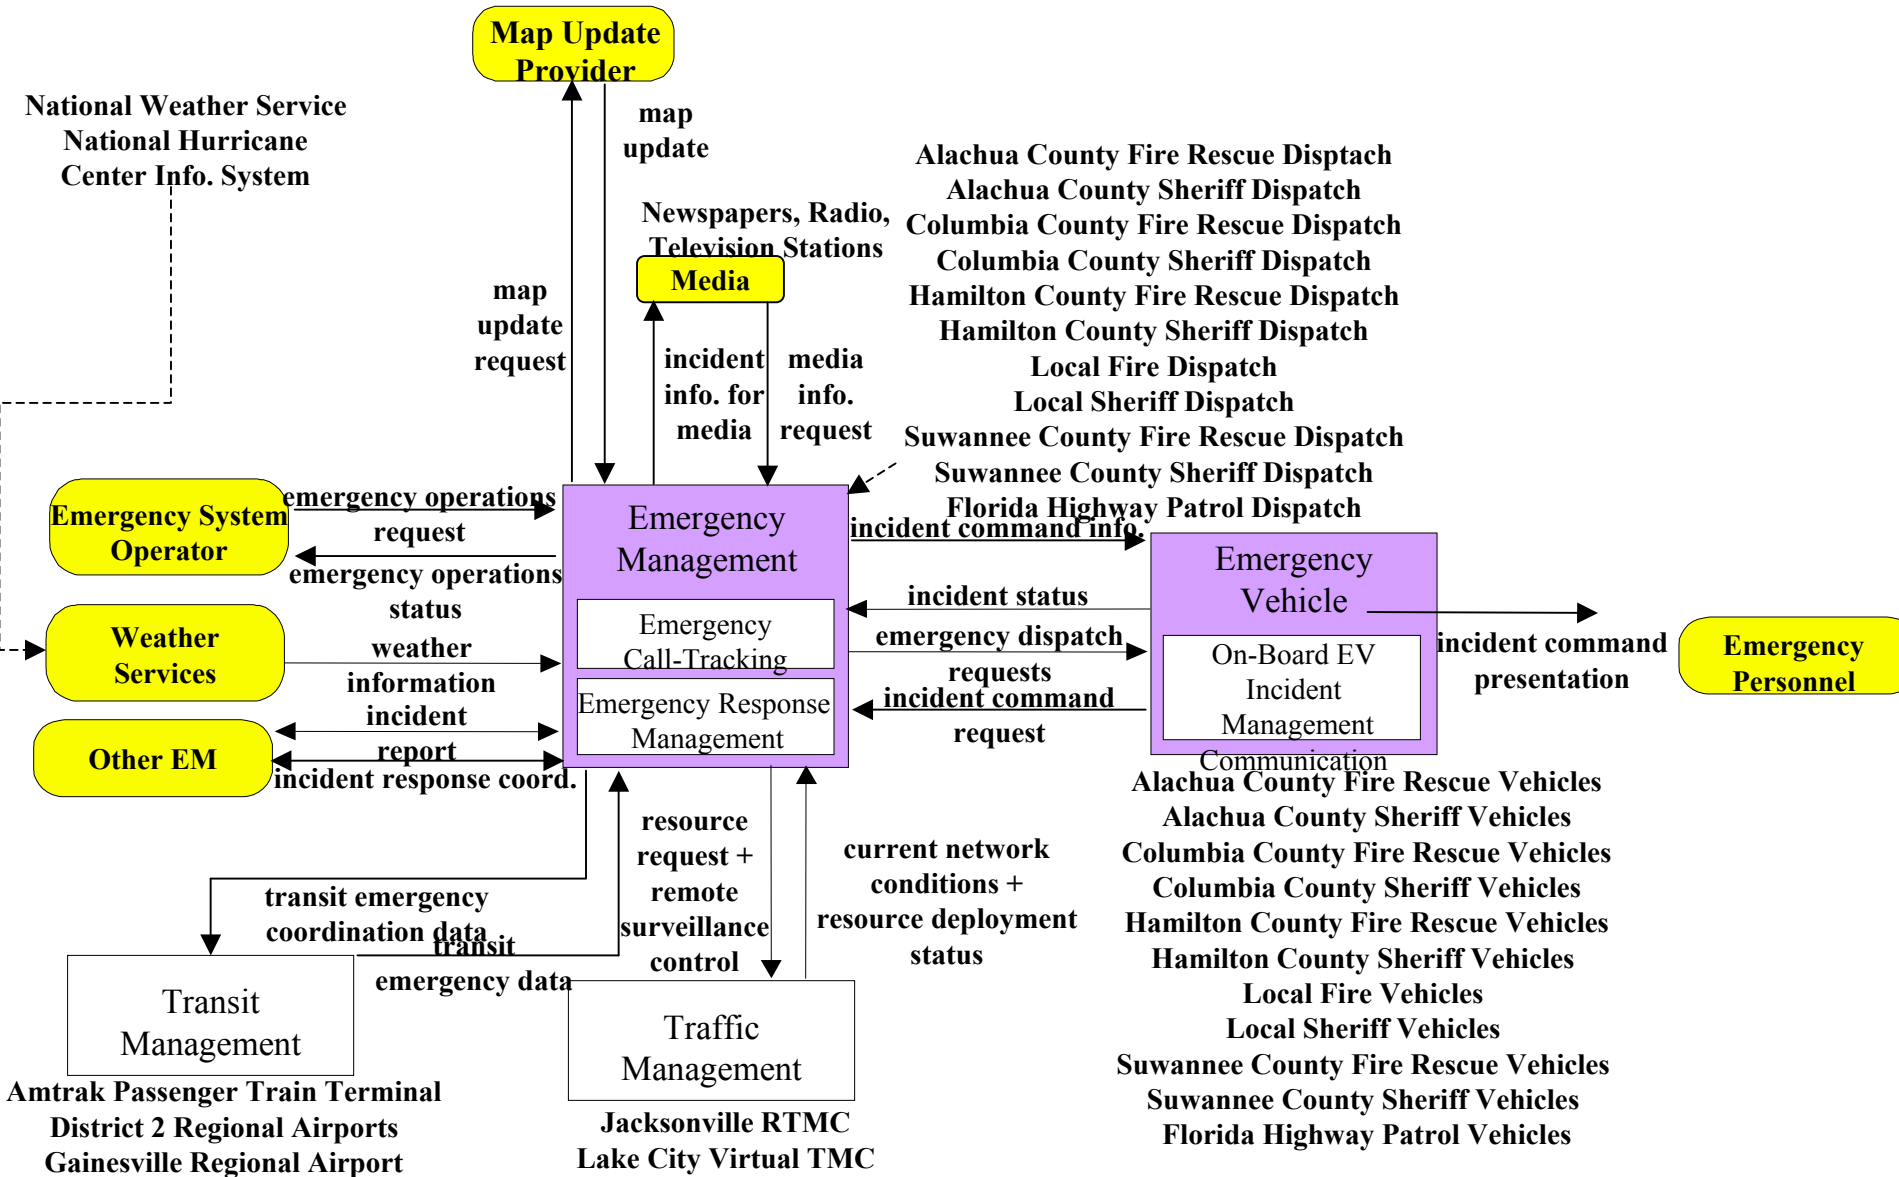 Map Update
Provider
National Weather Service
National Hurricane
Center Info. System
map
update
Alachua County Fire Rescue Disptach
Alachua County Sheriff Dispatch
Columbia County Fire Rescue Dispatch
Columbia County Sheriff Dispatch
Hamilton County Fire Rescue Dispatch
Hamilton County Sheriff Dispatch
Local Fire Dispatch
Local Sheriff Dispatch
Suwannee County Fire Rescue Dispatch
Suwannee County Sheriff Dispatch
Florida Highway Patrol Dispatch
Newspapers, Radio,
Television Stations
Media
map
update
request
incident
info. for
media
media
info.
request
Emergency System
Operator
emergency operations
request
emergency operations
status
Emergency
Management
Emergency
Call-Tracking
Emergency Response
Management
incident command info.
incident status
emergency dispatch
requests
incident command
request
Emergency
Vehicle
On-Board EV
Incident
Management
Communication
incident command
presentation
Emergency
Personnel
Weather
Services
weather
information
Other EM
incident
report
incident response coord.
transit emergency
coordination data
transit
emergency data
resource
request +
remote
surveillance
control
current network
conditions +
resource deployment
status
Alachua County Fire Rescue Vehicles
Alachua County Sheriff Vehicles
Columbia County Fire Rescue Vehicles
Columbia County Sheriff Vehicles
Hamilton County Fire Rescue Vehicles
Hamilton County Sheriff Vehicles
Local Fire Vehicles
Local Sheriff Vehicles
Suwannee County Fire Rescue Vehicles
Suwannee County Sheriff Vehicles
Florida Highway Patrol Vehicles
Transit
Management
Amtrak Passenger Train Terminal
District 2 Regional Airports
Gainesville Regional Airport
Traffic
Management
Jacksonville RTMC
Lake City Virtual TMC